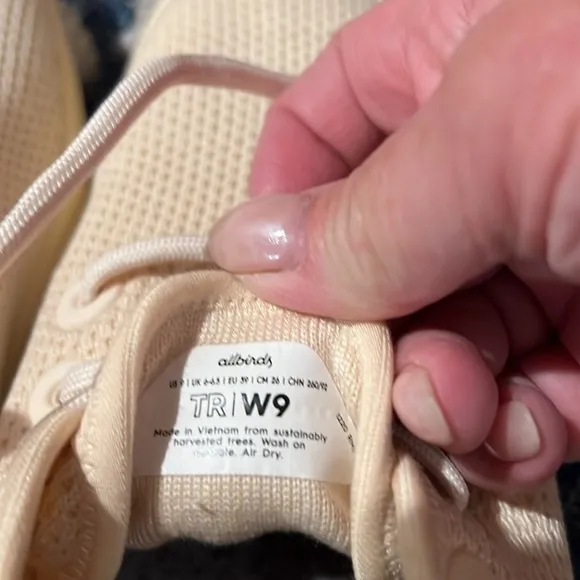 allbirds
US 9 | UK 6-6.5 | EU 39 | CM 26 | CHN 260/92
TR|W9
Made in Vietnam from sustainably
harvested trees. Wash on
Air Dry.